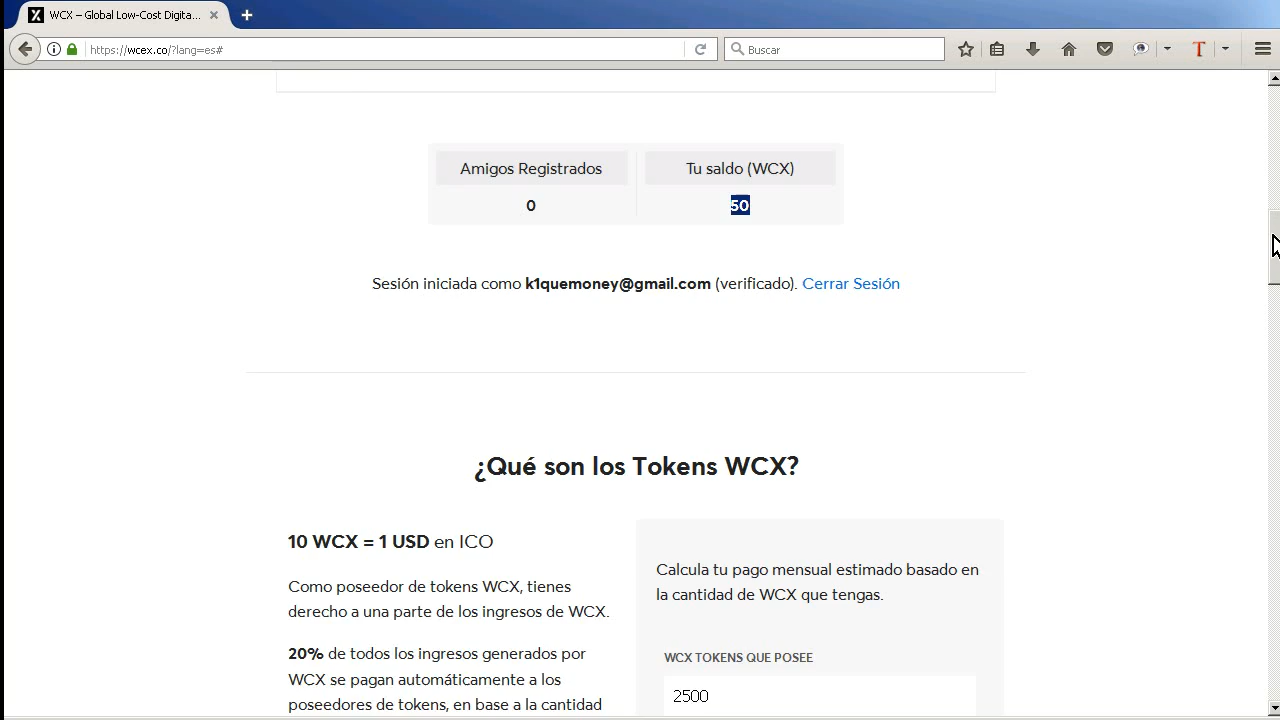 WCX – Global Low-Cost Digita...
https://wcex.co/?lang=es#
Buscar
Amigos Registrados
Tu saldo (WCX)
0
50
Sesión iniciada como k1quemoney@gmail.com (verificado). Cerrar Sesión
¿Qué son los Tokens WCX?
10 WCX = 1 USD en ICO
Como poseedor de tokens WCX, tienes
derecho a una parte de los ingresos de WCX.
20% de todos los ingresos generados por
WCX se pagan automáticamente a los
poseedores de tokens, en base a la cantidad
Calcula tu pago mensual estimado basado en
la cantidad de WCX que tengas.
WCX TOKENS QUE POSEE
2500